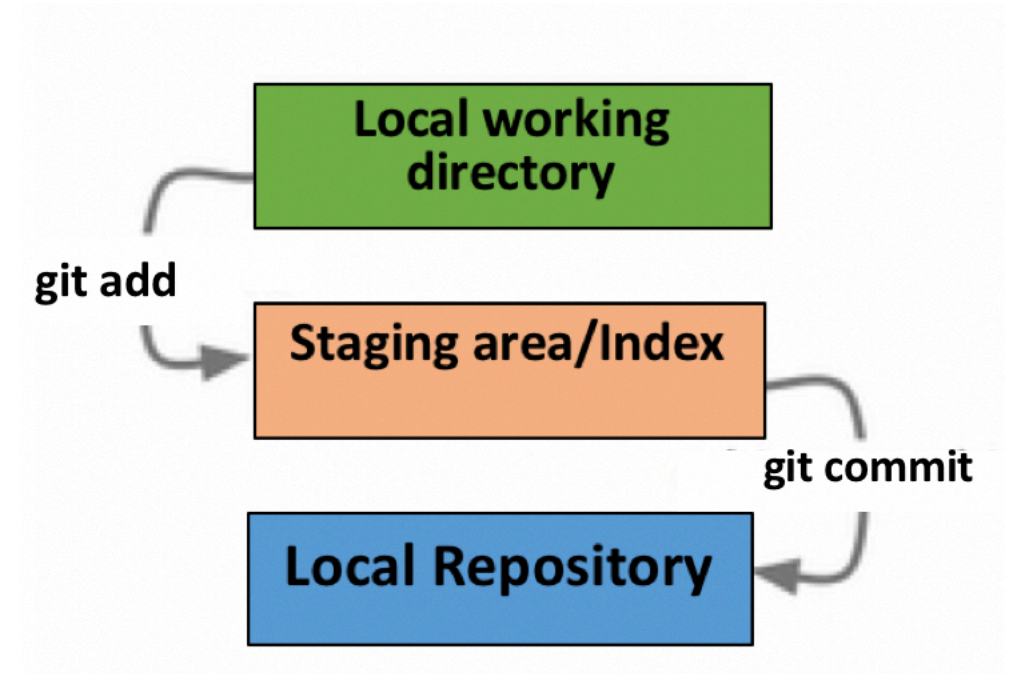 Local working
directory
git add
Staging area/Index
git commit
Local Repository